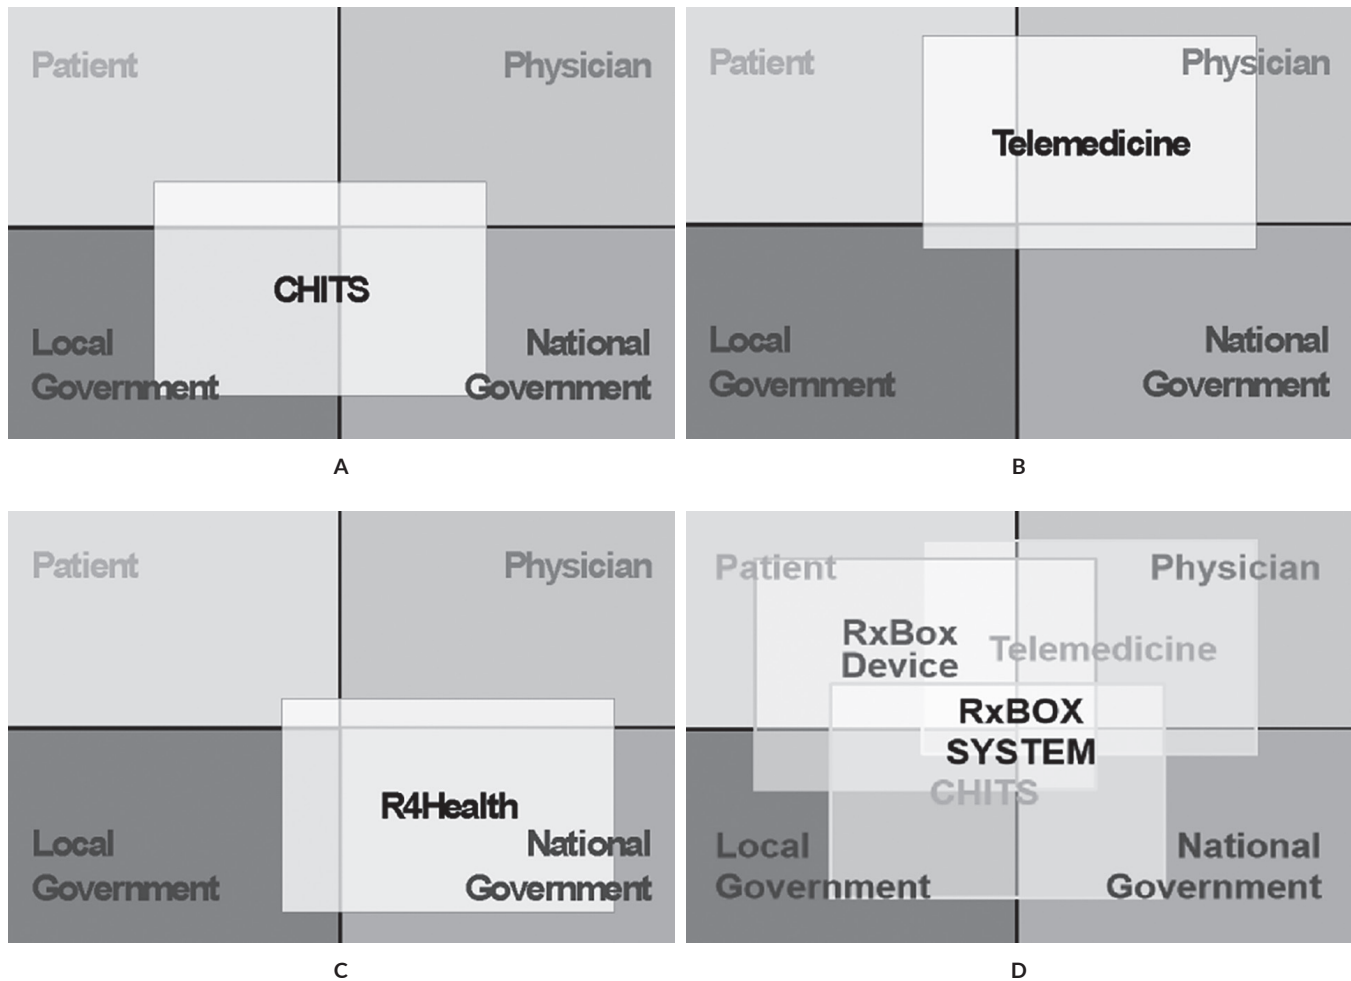 Patient
Physician
CHITS
Local
Government
National
Government
A
Patient
Physician
Telemedicine
Local
Government
National
Government
B
Patient
Physician
R4Health
Local
Government
National
Government
C
Patient
Physician
RxBox
Device
Telemedicine
RxBOX
SYSTEM
CHITS
Local
Government
National
Government
D